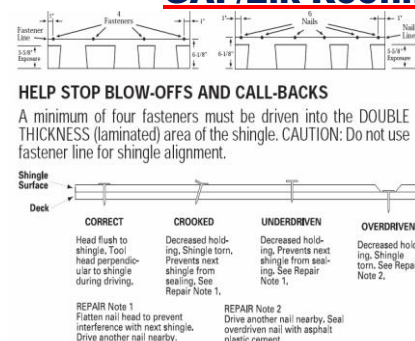 4
Fasteners
6
Nails
1"
1"
1"
1"
Fastener
Line
Nail
Line
5-5/8"
Exposure
6-1/8"
6-1/8"
5-5/8"
Exposure
HELP STOP BLOW-OFFS AND CALL-BACKS
A minimum of four fasteners must be driven into the DOUBLE
THICKNESS (laminated) area of the shingle. CAUTION: Do not use
fastener line for shingle alignment.
Shingle
Surface
Deck
CORRECT
Head flush to
shingle, Tool
head perpendic-
ular to shingle
during driving.
CROOKED
Decreased hold-
ing, Shingle torn,
Prevents next
shingle from
sealing. See
Repair Note 1.
UNDERDRIVEN
Decreased hold-
ing, Prevents next
shingle from seal-
ing. See Repair
Note 1.
OVERDRIVEN
Decreased hold-
ing, Shingle
torn. See Repair
Note 2.
REPAIR Note 1
Flatten nail head to prevent
interference with next shingle.
Drive another nail nearby.
REPAIR Note 2
Drive another nail nearby. Seal
overdriven nail with asphalt
plastic cement.